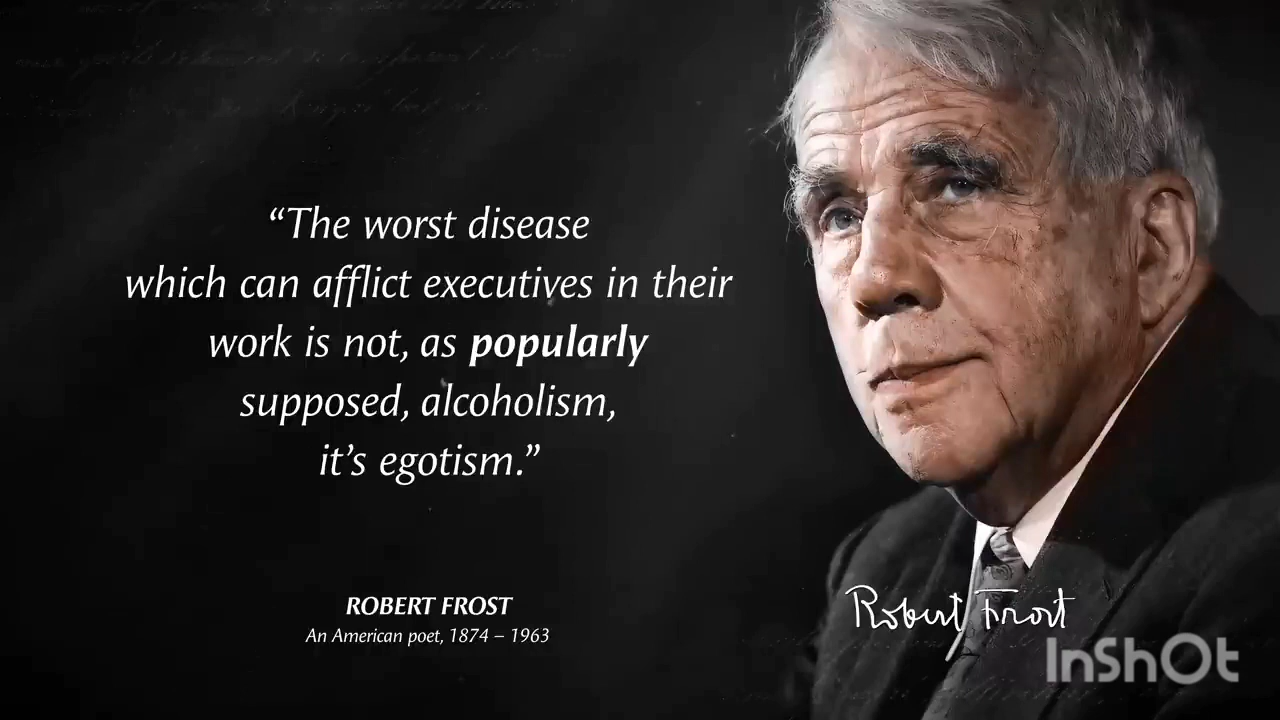 “The worst disease
which can afflict executives in their
work is not, as popularly
supposed, alcoholism,
it’s egotism.”
ROBERT FROST
An American poet, 1874 – 1963
Robert Frost
InShOt